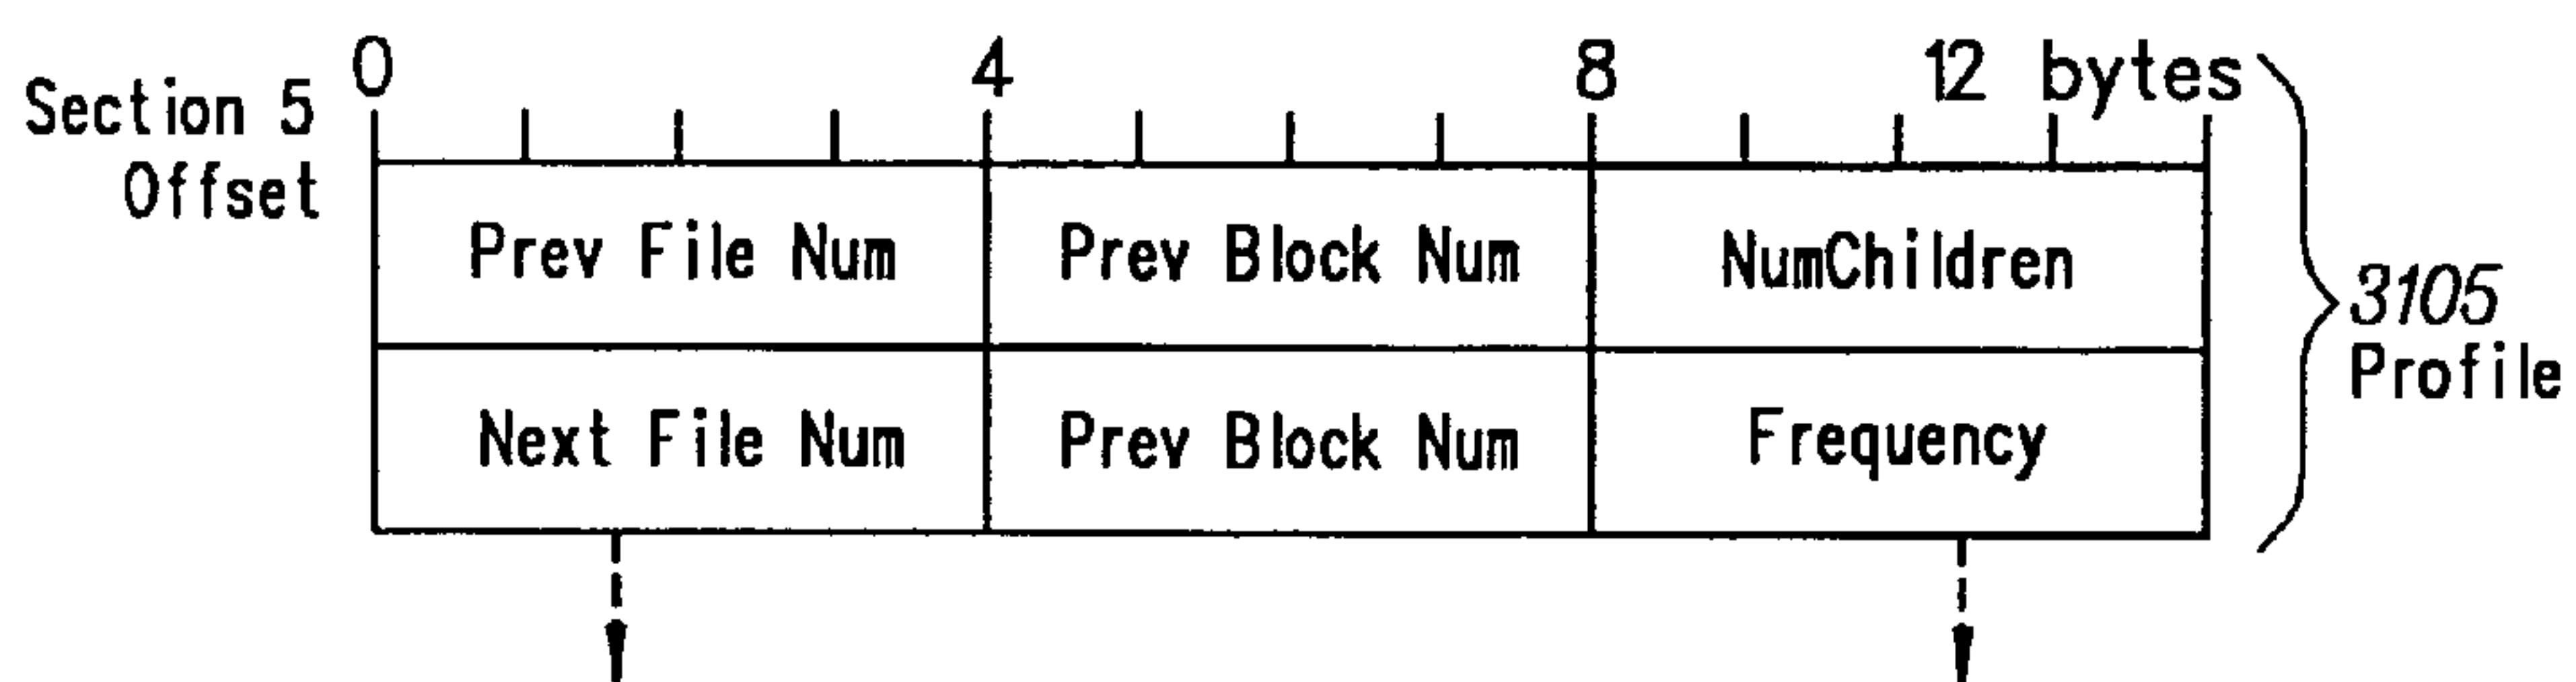 0 4 8 12 bytes
Section 5
Offset
Prev File Num Prev Block Num NumChildren
Next File Num Prev Block Num Frequency
3105
Profile